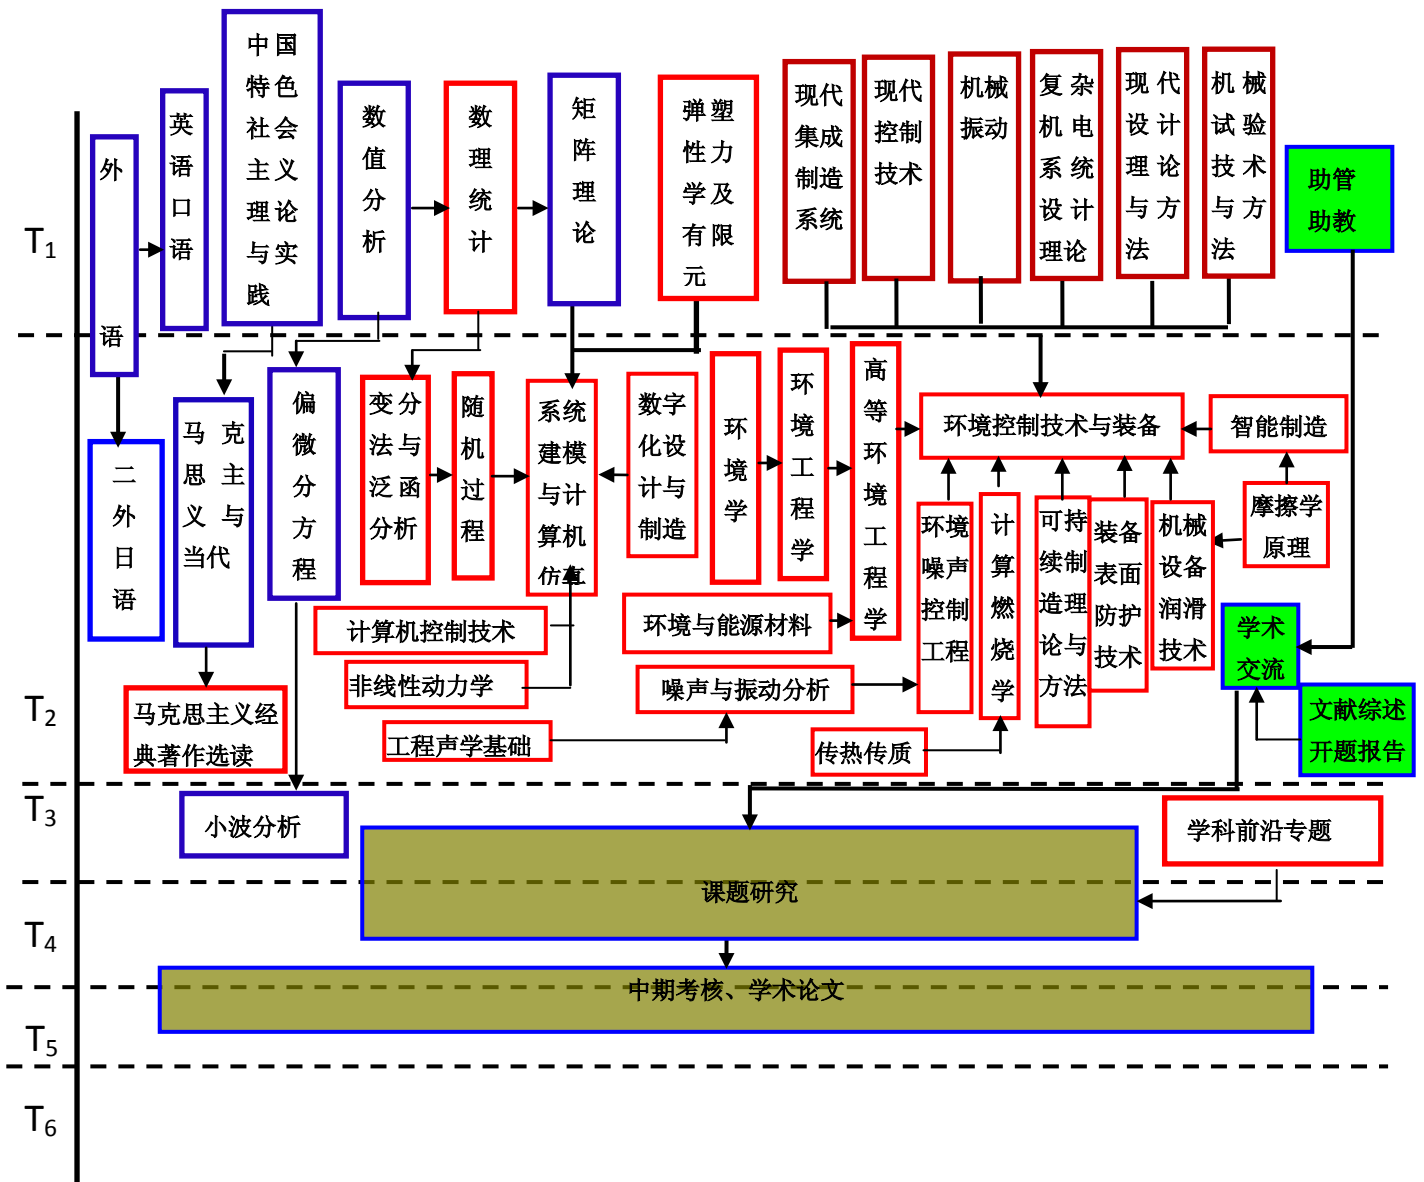 T1
外
语
英
语
口
语
中国
特色
社会
主义
理论
与实
践
数
值
分
析
数
理
统
计
矩
阵
理
论
弹塑
性力
学及
有限
元
现代
集成
制造
系统
现代
控制
技术
机械
振动
复杂
机电
系统
设计
理论
现代
设计
理论
与方
法
机械
试验
技术
与方
法
助管
助教
T2
二
外
日
语
马克
思主
义与
当代
马克思主义经
典著作选读
偏
微
分
方
程
变分
法与
泛函
分析
随
机
过
程
系统
建模
与计
算机
仿真
数字
化设
计与
制造
环
境
学
环
境
工
程
学
高
等
环
境
工
程
学
环境控制技术与装备
智能制造
摩擦学
原理
环境
噪声
控制
工程
计
算
燃
烧
学
可持
续制
造理
论与
方法
装备
表面
防护
技术
机械
设备
润滑
技术
计算机控制技术
非线性动力学
工程声学基础
环境与能源材料
噪声与振动分析
传热传质
学术
交流
文献综述
开题报告
T3
小波分析
学科前沿专题
课题研究
T4
中期考核、学术论文
T5
T6